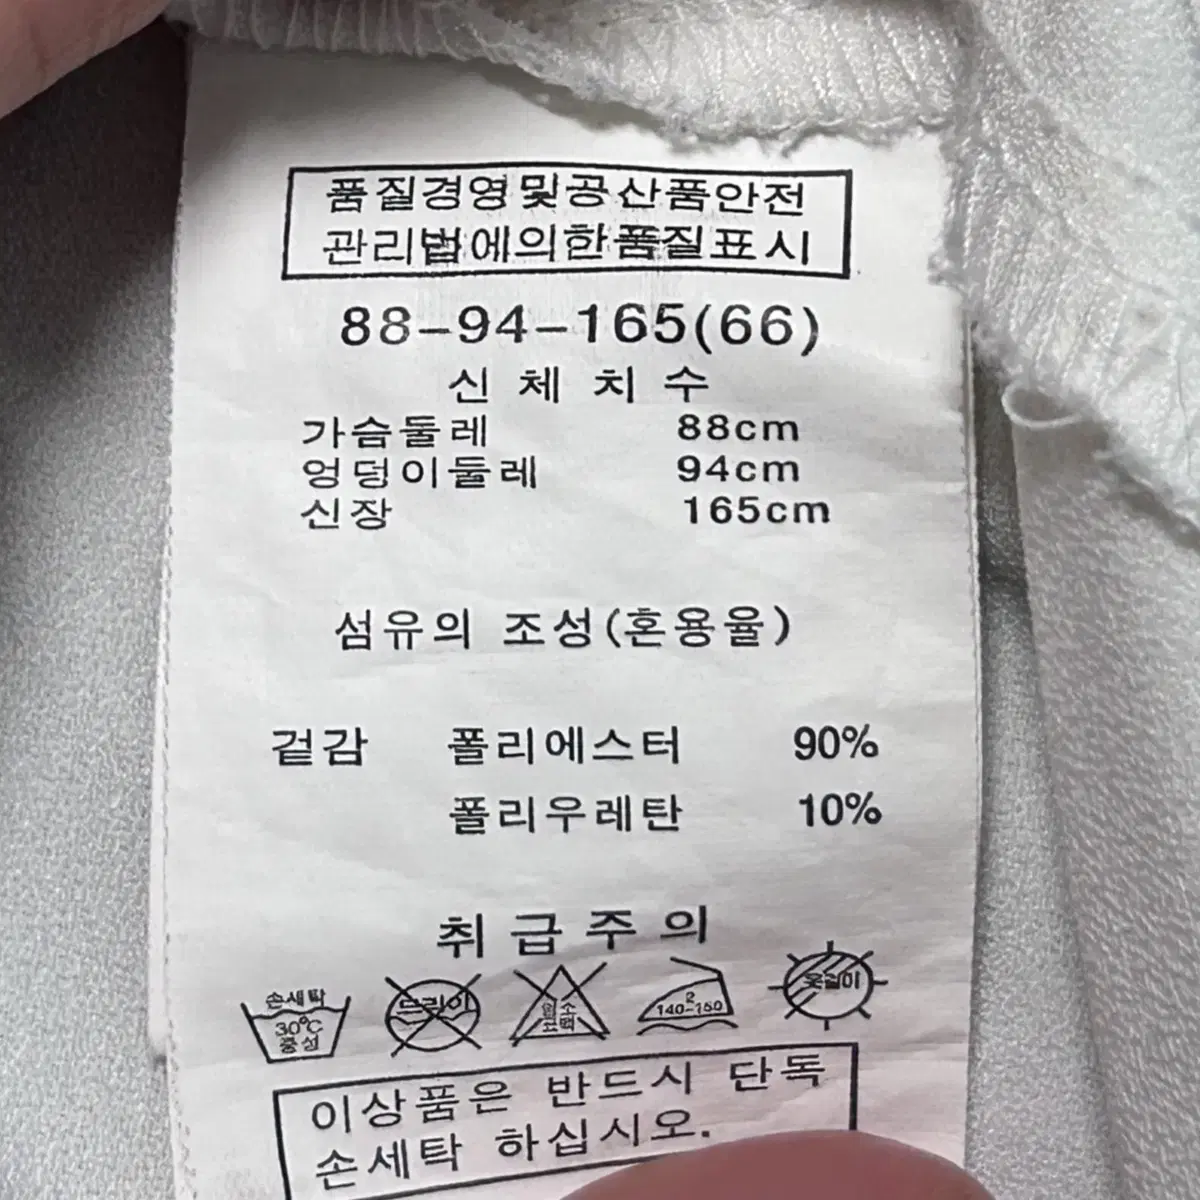 품질경영및공산품안전
관리법에의한품질표시
88-94-165(66)
신체치수
가슴둘레 88cm
엉덩이둘레 94cm
신장 165cm
섬유의 조성(혼용율)
겉감 폴리에스터 90%
폴리우레탄 10%
취급주의
손세탁
30℃
중성
드라이
염소
표백
2
140-160
옷걸이
이상품은 반드시 단독
손세탁 하십시오.